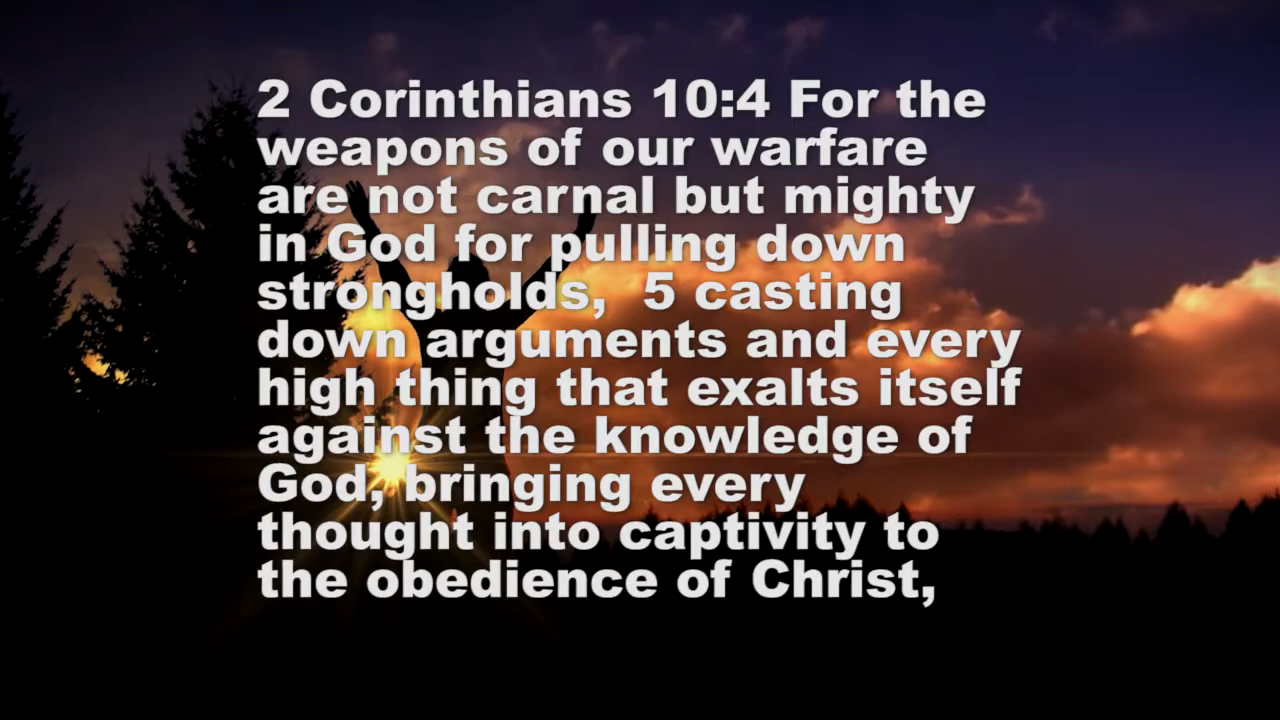 2 Corinthians 10:4 For the
weapons of our warfare
are not carnal but mighty
in God for pulling down
strongholds,  5 casting
down arguments and every
high thing that exalts itself
against the knowledge of
God, bringing every
thought into captivity to
the obedience of Christ,